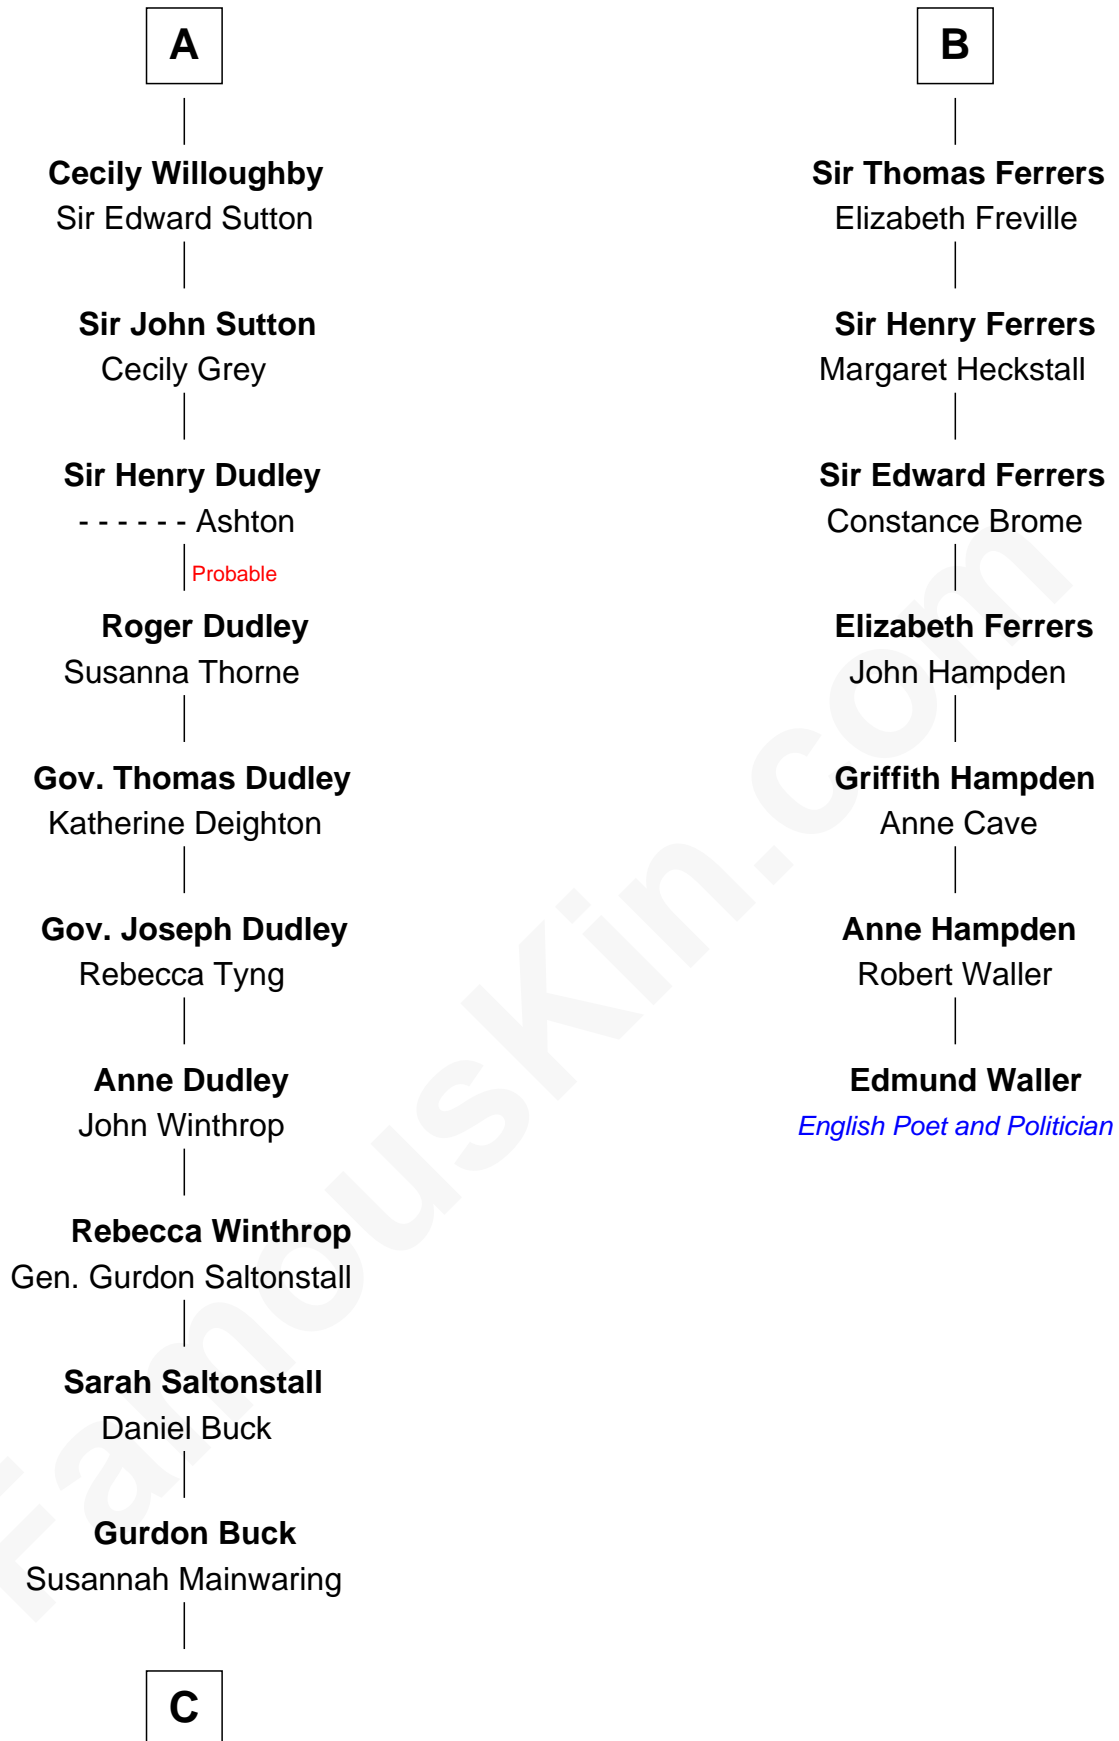 A
Cecily Willoughby
Sir Edward Sutton
Sir John Sutton
Cecily Grey
Sir Henry Dudley
- - - - - - Ashton
Probable
Roger Dudley
Susanna Thorne
Gov. Thomas Dudley
Katherine Deighton
Gov. Joseph Dudley
Rebecca Tyng
Anne Dudley
John Winthrop
Rebecca Winthrop
Gen. Gurdon Saltonstall
Sarah Saltonstall
Daniel Buck
Gurdon Buck
Susannah Mainwaring
C
B
Sir Thomas Ferrers
Elizabeth Freville
Sir Henry Ferrers
Margaret Heckstall
Sir Edward Ferrers
Constance Brome
Elizabeth Ferrers
John Hampden
Griffith Hampden
Anne Cave
Anne Hampden
Robert Waller
Edmund Waller
English Poet and Politician
FamousKin.com